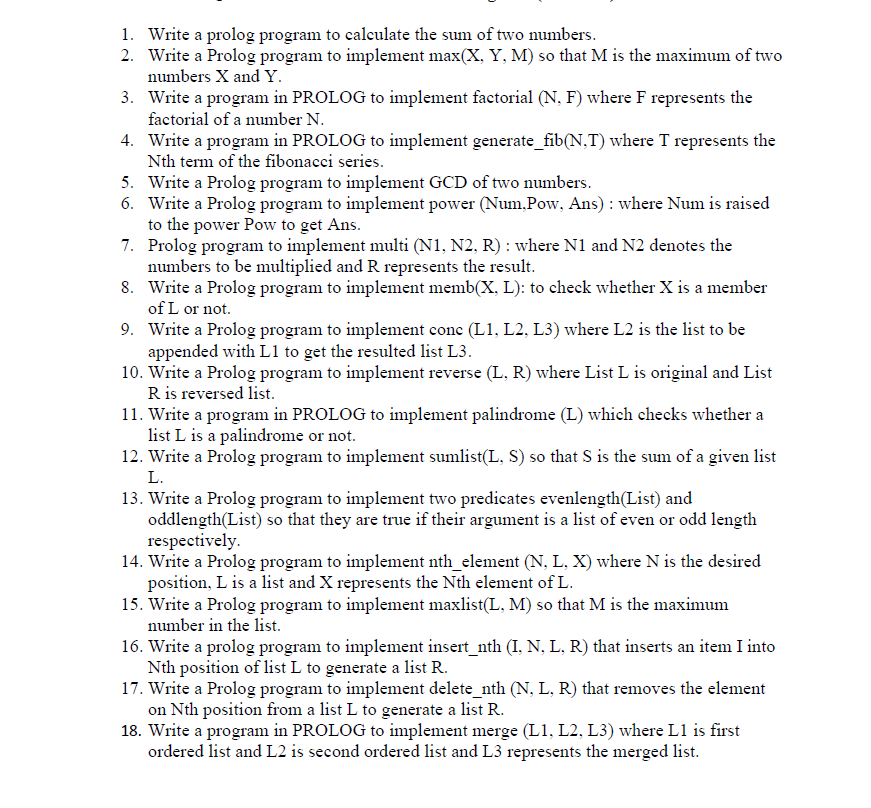 1. Write a prolog program to calculate the sum of two numbers.
2. Write a Prolog program to implement max(X, Y, M) so that M is the maximum of two
numbers X and Y.
3. Write a program in PROLOG to implement factorial (N, F) where F represents the
factorial of a number N.
4. Write a program in PROLOG to implement generate_fib(N,T) where T represents the
Nth term of the fibonacci series.
5. Write a Prolog program to implement GCD of two numbers.
6. Write a Prolog program to implement power (Num,Pow, Ans) : where Num is raised
to the power Pow to get Ans.
7. Prolog program to implement multi (N1, N2, R) : where N1 and N2 denotes the
numbers to be multiplied and R represents the result.
8. Write a Prolog program to implement memb(X, L): to check whether X is a member
of L or not.
9. Write a Prolog program to implement conc (L1, L2, L3) where L2 is the list to be
appended with L1 to get the resulted list L3.
10. Write a Prolog program to implement reverse (L, R) where List L is original and List
R is reversed list.
11. Write a program in PROLOG to implement palindrome (L) which checks whether a
list L is a palindrome or not.
12. Write a Prolog program to implement sumlist(L, S) so that S is the sum of a given list
L.
13. Write a Prolog program to implement two predicates evenlength(List) and
oddlength(List) so that they are true if their argument is a list of even or odd length
respectively.
14. Write a Prolog program to implement nth_element (N, L, X) where N is the desired
position, L is a list and X represents the Nth element of L.
15. Write a Prolog program to implement maxlist(L, M) so that M is the maximum
number in the list.
16. Write a prolog program to implement insert_nth (I, N, L, R) that inserts an item I into
Nth position of list L to generate a list R.
17. Write a Prolog program to implement delete_nth (N, L, R) that removes the element
on Nth position from a list L to generate a list R.
18. Write a program in PROLOG to implement merge (L1, L2, L3) where L1 is first
ordered list and L2 is second ordered list and L3 represents the merged list.